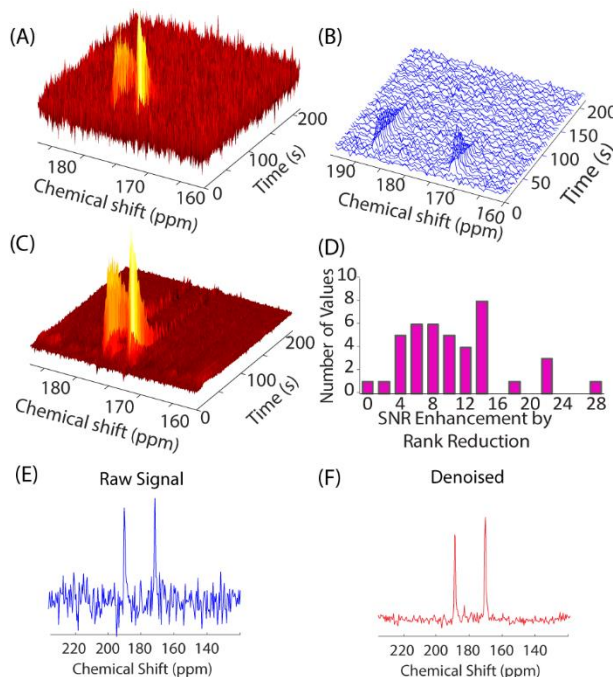 (A)
180
170
160
Chemical shift (ppm)
0
100
200
Time (s)
(B)
190
180
170
160
Chemical shift (ppm)
0
50
100
150
200
Time (s)
(C)
180
170
160
Chemical shift (ppm)
0
100
200
Time (s)
(D)
Number of Values
10
8
6
4
2
0
0 4 8 12 16 20 24 28
SNR Enhancement by
Rank Reduction
(E)
Raw Signal
220 200 180 160 140
Chemical Shift (ppm)
(F)
Denoised
220 200 180 160 140
Chemical Shift (ppm)